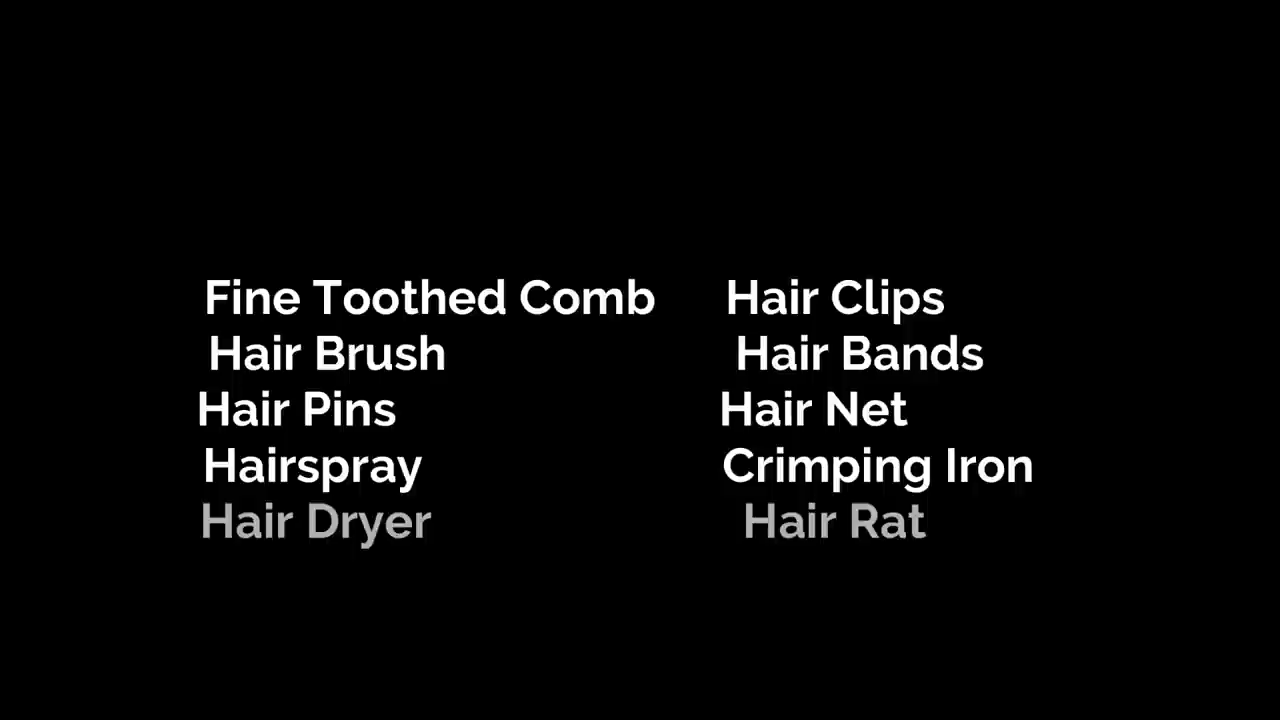 Fine Toothed Comb
Hair Brush
Hair Pins
Hairspray
Hair Dryer
Hair Clips
Hair Bands
Hair Net
Crimping Iron
Hair Rat